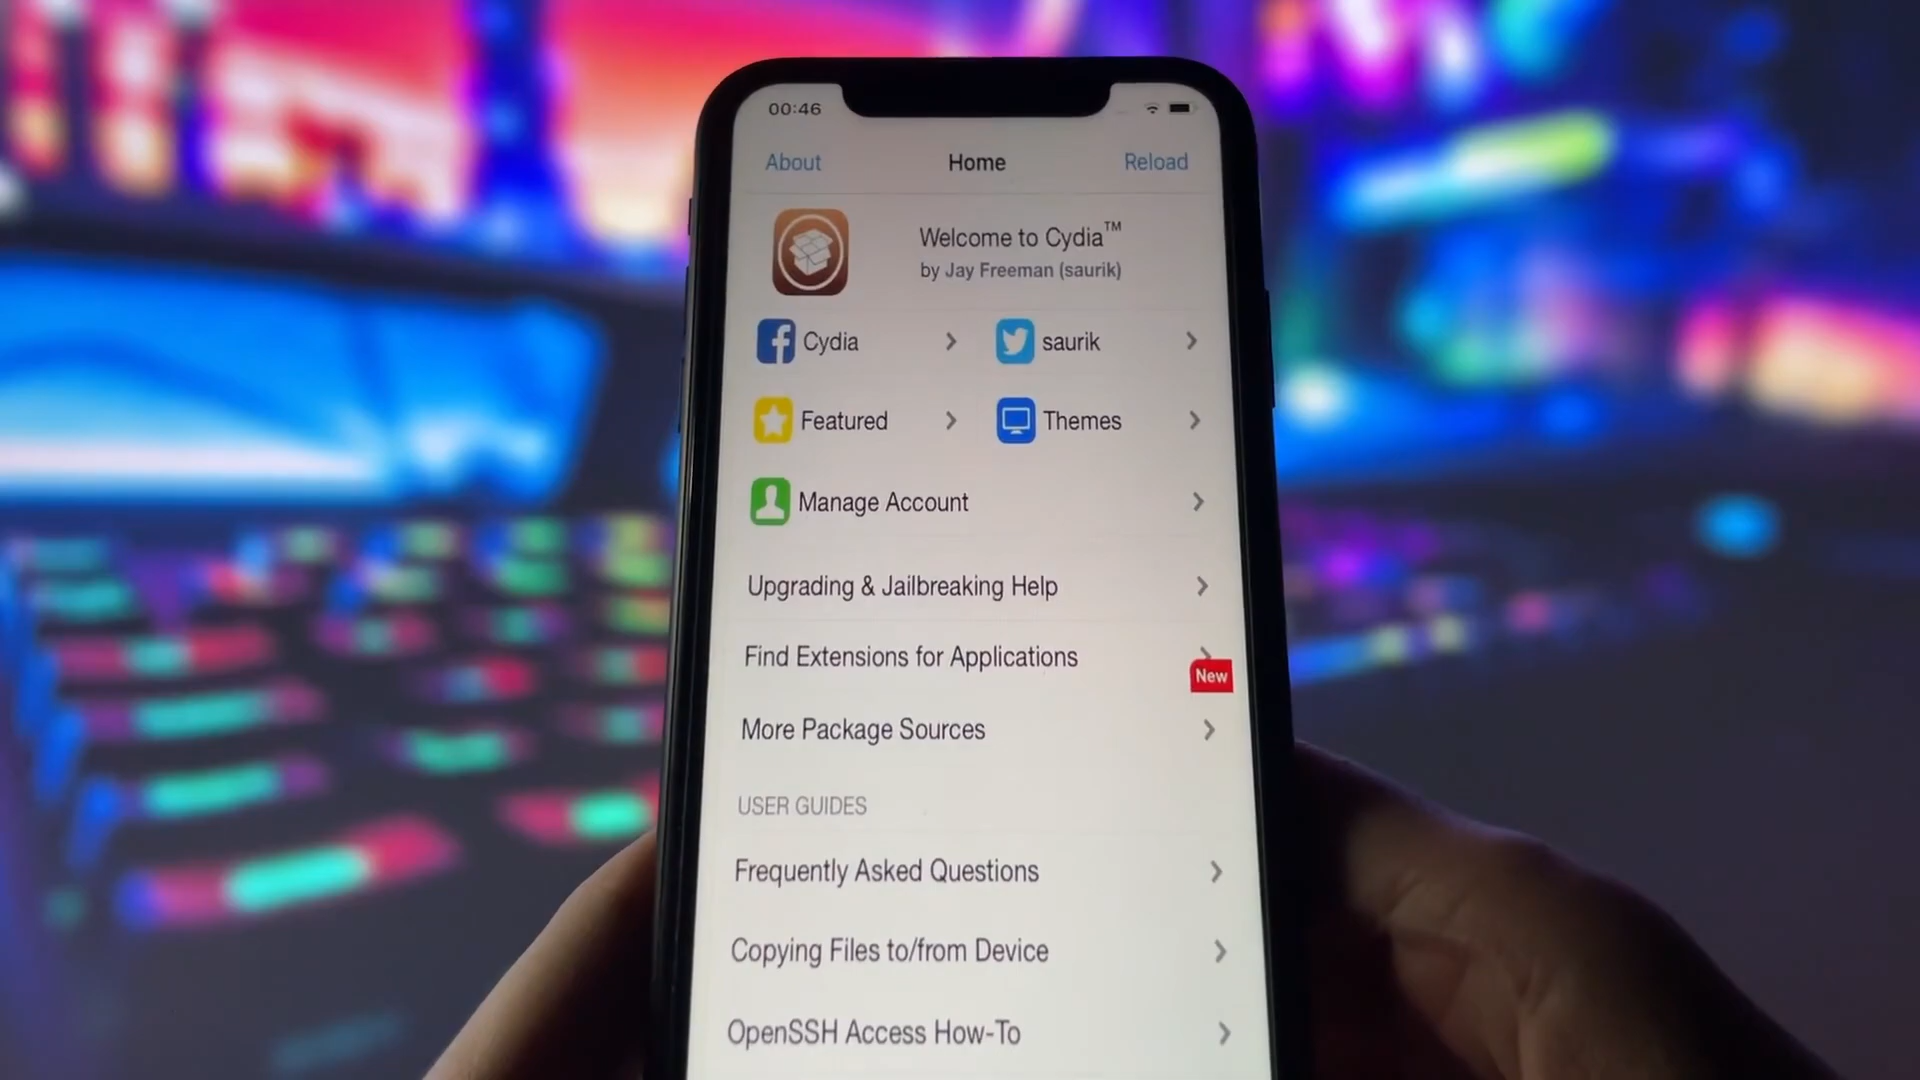 00:46
About Home Reload
Welcome to Cydia™
by Jay Freeman (saurik)
Cydia saurik
Featured Themes
Manage Account
Upgrading & Jailbreaking Help
Find Extensions for Applications
New
More Package Sources
USER GUIDES
Frequently Asked Questions
Copying Files to/from Device
OpenSSH Access How-To